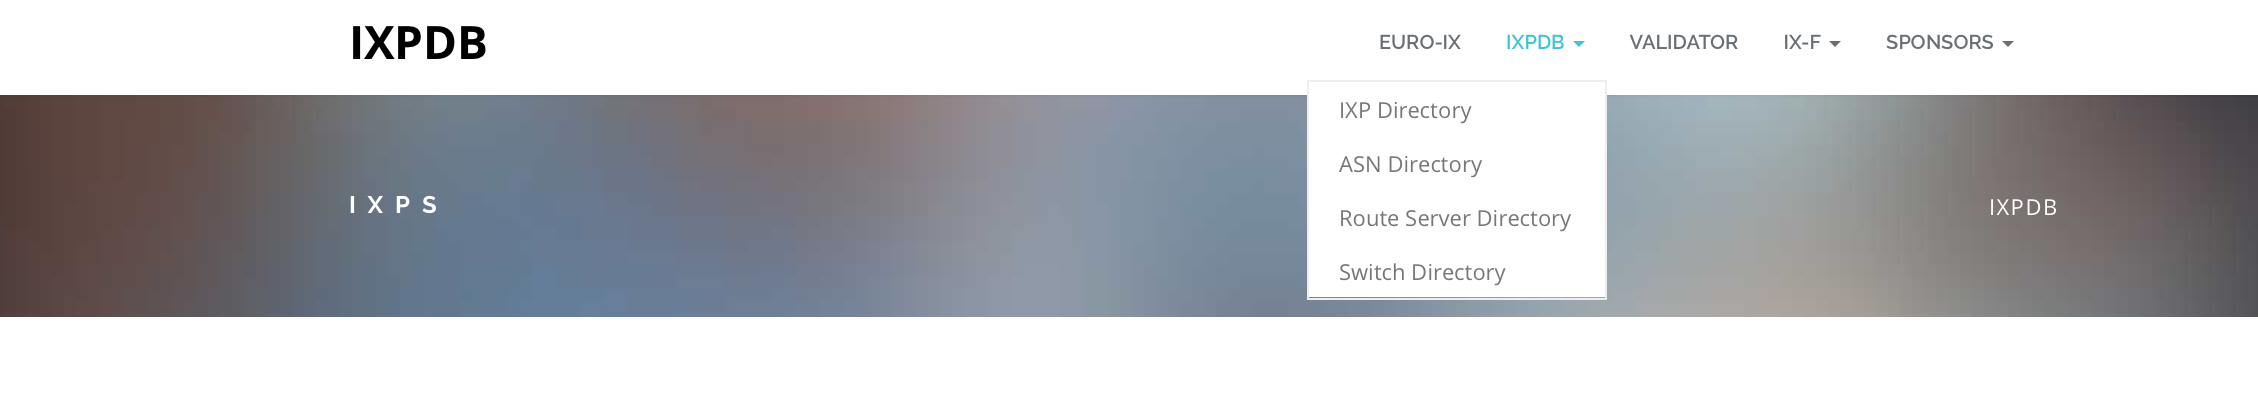 IXPDB
EURO-IX
IXPDB
VALIDATOR
IX-F
SPONSORS
IXP Directory
ASN Directory
Route Server Directory
Switch Directory
IXPS
IXPDB